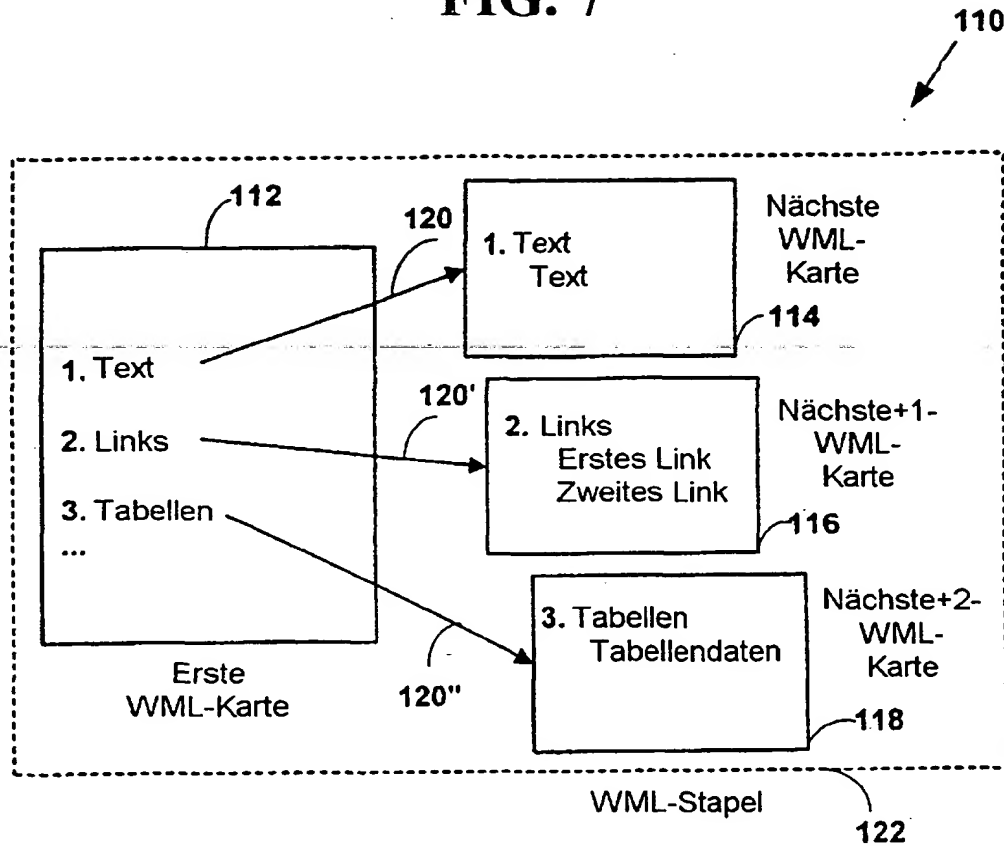 FIG. 7
110
112
120
1. Text
Text
Nächste
WML-
Karte
114
1. Text
120'
2. Links
2. Links
Erstes Link
Zweites Link
Nächste+1-
WML-
Karte
3. Tabellen
...
116
3. Tabellen
Tabellendaten
Nächste+2-
WML-
Karte
Erste
WML-Karte
120"
118
WML-Stapel
122